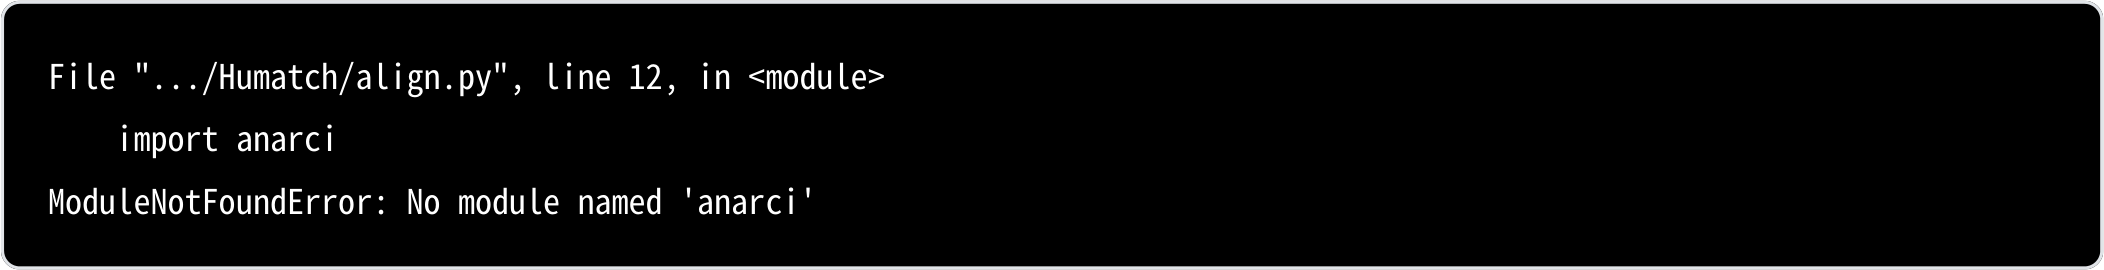 File ".../Humatch/align.py", line 12, in <module>
    import anarci
ModuleNotFoundError: No module named 'anarci'